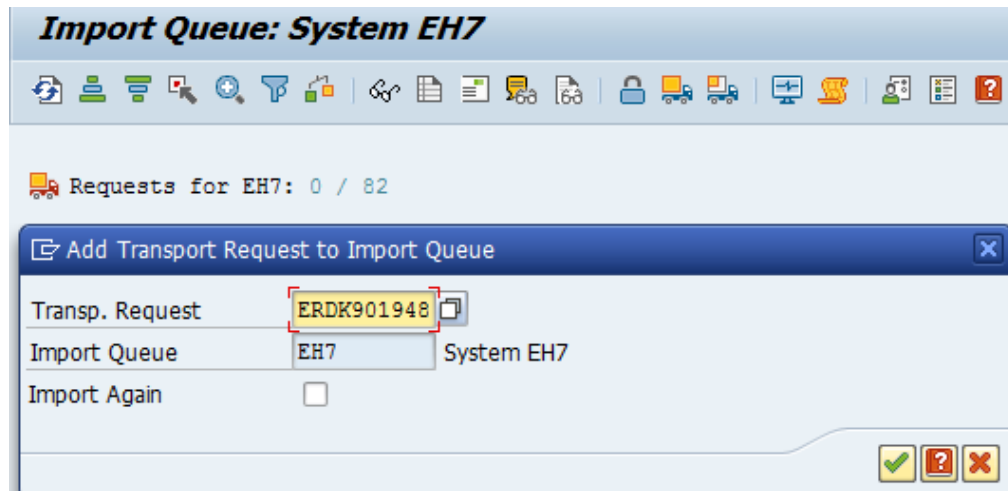 Import Queue: System EH7
Requests for EH7: 0 / 82
Add Transport Request to Import Queue
Transp. Request ERDK901948
Import Queue EH7 System EH7
Import Again